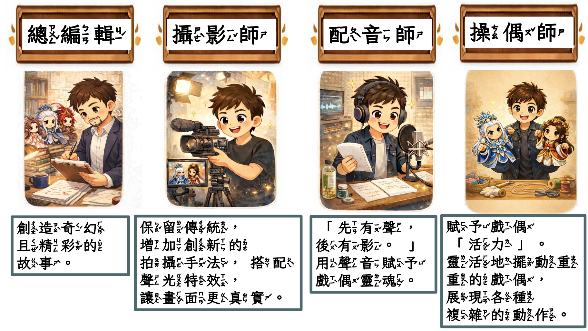 總編輯
創造奇幻
且精彩的
故事。
攝影師
保留傳統，
增加創新的
拍攝手法，搭配
聲光特效，
讓畫面更真實。
配音師
「先有聲，
後有影。」
用聲音賦予
戲偶靈魂。
操偶師
賦予戲偶
「活力」。
靈活地擺動重
重的戲偶，
展現各種
複雜的動作。